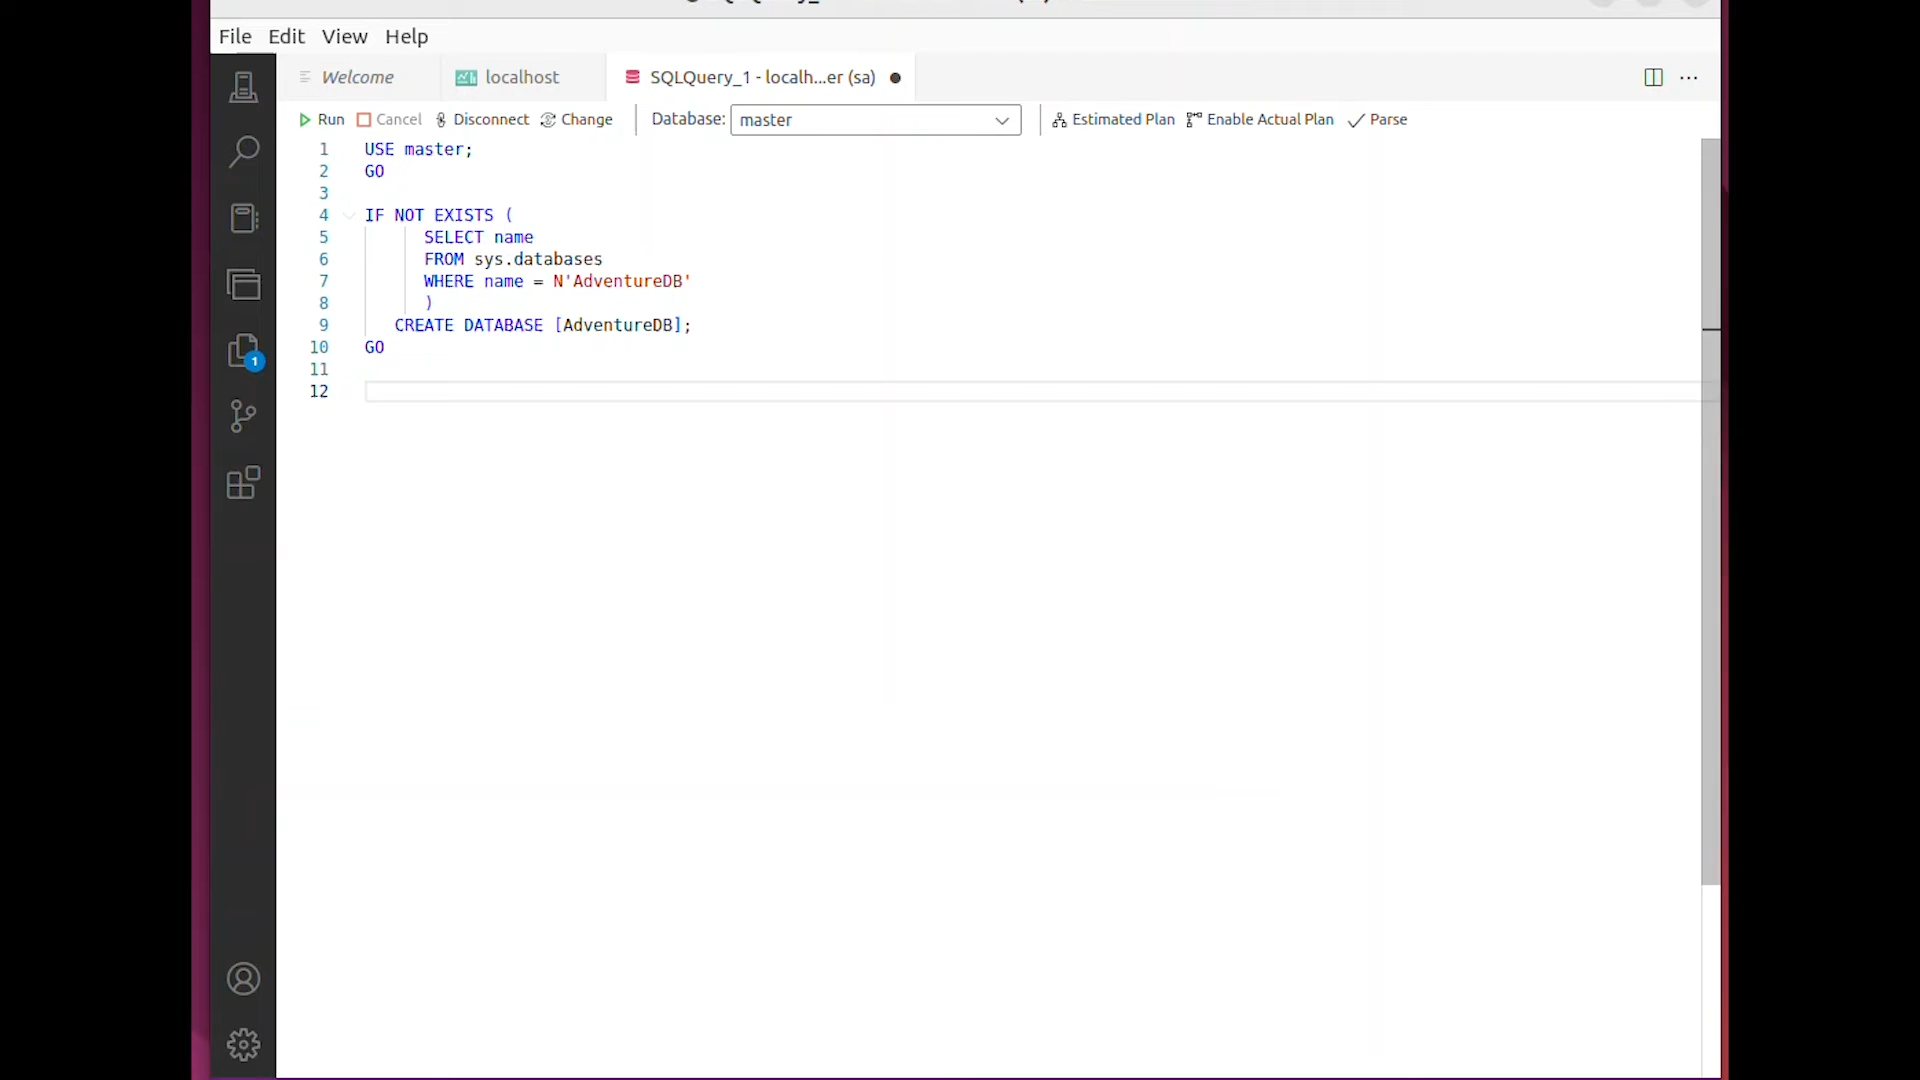 File Edit View Help
Welcome localhost SQLQuery_1 - localh...er (sa)
Run Cancel Disconnect Change Database: master Estimated Plan Enable Actual Plan Parse
1 USE master;
2 GO
3
4 IF NOT EXISTS (
5 SELECT name
6 FROM sys.databases
7 WHERE name = N'AdventureDB'
8 )
9 CREATE DATABASE [AdventureDB];
10 GO
11
12
1